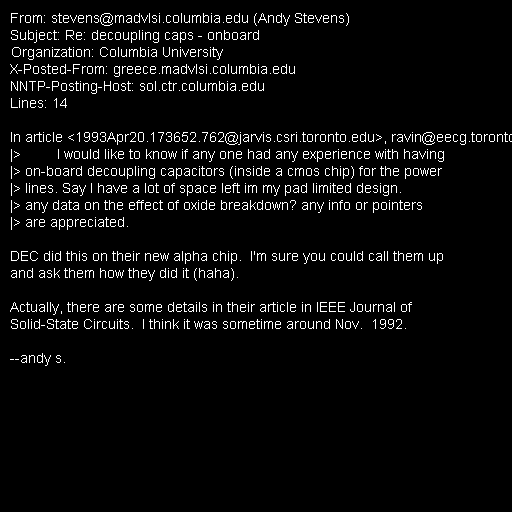 From: stevens@madvlsi.columbia.edu (Andy Stevens)
Subject: Re: decoupling caps - onboard
Organization: Columbia University
X-Posted-From: greece.madvlsi.columbia.edu
NNTP-Posting-Host: sol.ctr.columbia.edu
Lines: 14

In article <1993Apr20.173652.762@jarvis.csri.toronto.edu>, ravin@eecg.toronto
|>         I would like to know if any one had any experience with having
|> on-board decoupling capacitors (inside a cmos chip) for the power
|> lines. Say I have a lot of space left im my pad limited design.
|> any data on the effect of oxide breakdown? any info or pointers
|> are appreciated.

DEC did this on their new alpha chip.  I'm sure you could call them up
and ask them how they did it (haha).

Actually, there are some details in their article in IEEE Journal of
Solid-State Circuits.  I think it was sometime around Nov.  1992.

--andy s.